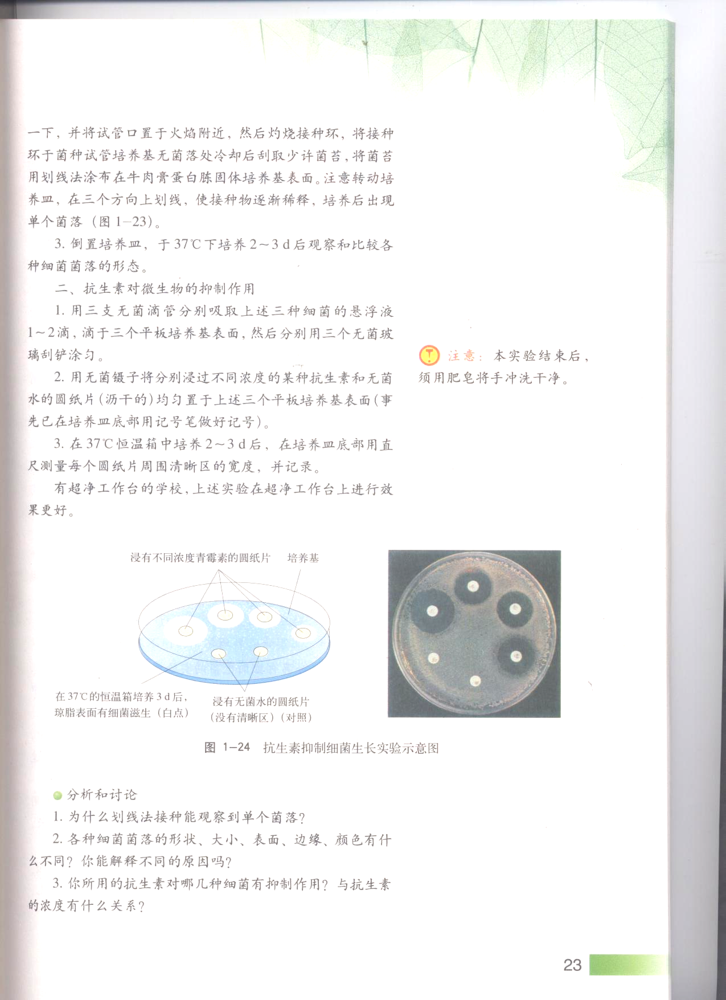 一下，并将试管口置于火焰附近，然后灼烧接种环，将接种
环于菌种试管培养基无菌落处冷却后刮取少许菌苔，将菌苔
用划线法涂布在牛肉膏蛋白胨固体培养基表面。注意转动培
养皿，在三个方向上划线，使接种物逐渐稀释，培养后出现
单个菌落（图 1—23）。
3. 倒置培养皿，于 37℃下培养 2～3 d 后观察和比较各
种细菌菌落的形态。
二、抗生素对微生物的抑制作用
1. 用三支无菌滴管分别吸取上述三种细菌的悬浮液
1～2滴，滴于三个平板培养基表面，然后分别用三个无菌玻
璃刮铲涂匀。
2. 用无菌镊子将分别浸过不同浓度的某种抗生素和无菌
水的圆纸片（沥干的）均匀置于上述三个平板培养基表面（事
先已在培养皿底部用记号笔做好记号）。
3. 在 37℃恒温箱中培养 2～3 d 后，在培养皿底部用直
尺测量每个圆纸片周围清晰区的宽度，并记录。
有超净工作台的学校，上述实验在超净工作台上进行效
果更好。
注意：本实验结束后，
须用肥皂将手冲洗干净。
浸有不同浓度青霉素的圆纸片
培养基
在 37℃的恒温箱培养 3 d 后，
琼脂表面有细菌滋生（白点）
浸有无菌水的圆纸片
（没有清晰区）（对照）
图 1—24 抗生素抑制细菌生长实验示意图
分析和讨论
1. 为什么划线法接种能观察到单个菌落？
2. 各种细菌菌落的形状、大小、表面、边缘、颜色有什
么不同？你能解释不同的原因吗？
3. 你所用的抗生素对哪几种细菌有抑制作用？与抗生素
的浓度有什么关系？
23